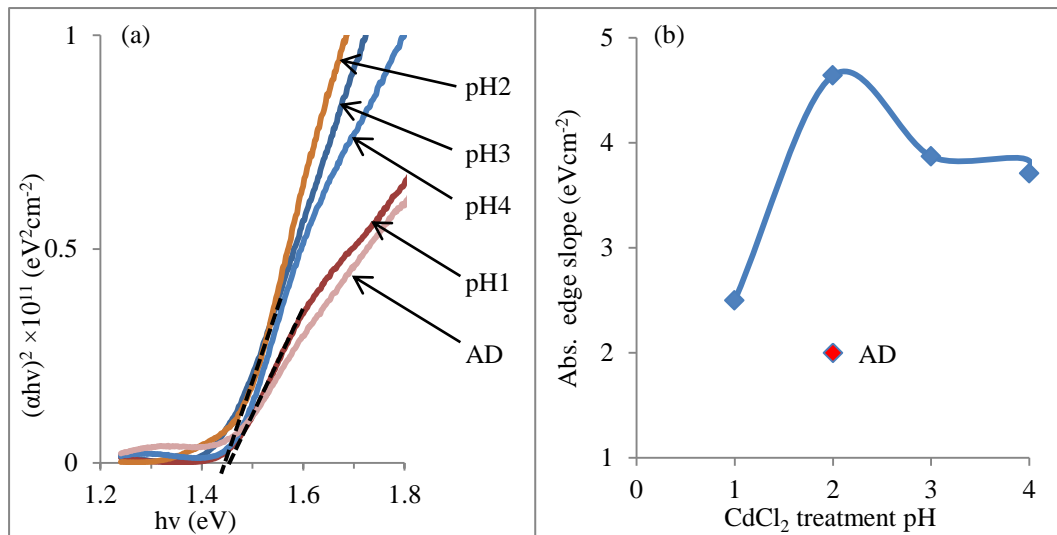 (a)
1
0.5
0
(αhν)² ×10¹¹ (eV²cm⁻²)
pH2
pH3
pH4
pH1
AD
1.2 1.4 1.6 1.8
hν (eV)
(b)
5
4
3
2
1
Abs. edge slope (eVcm⁻²)
AD
0 1 2 3 4
CdCl₂ treatment pH